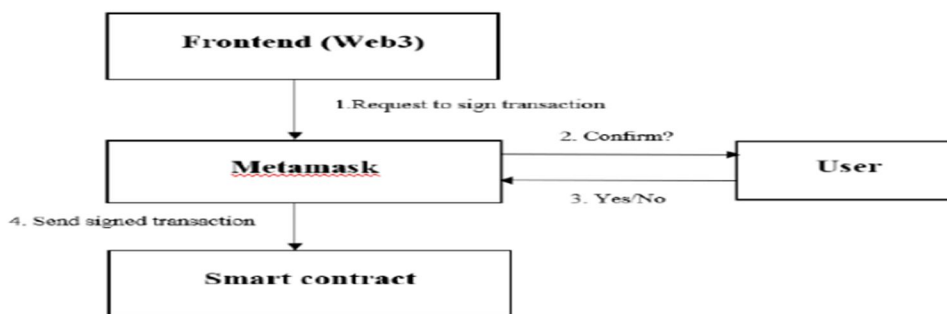 Frontend (Web3)
1.Request to sign transaction
2. Confirm?
Metamask
User
3. Yes/No
4. Send signed transaction
Smart contract